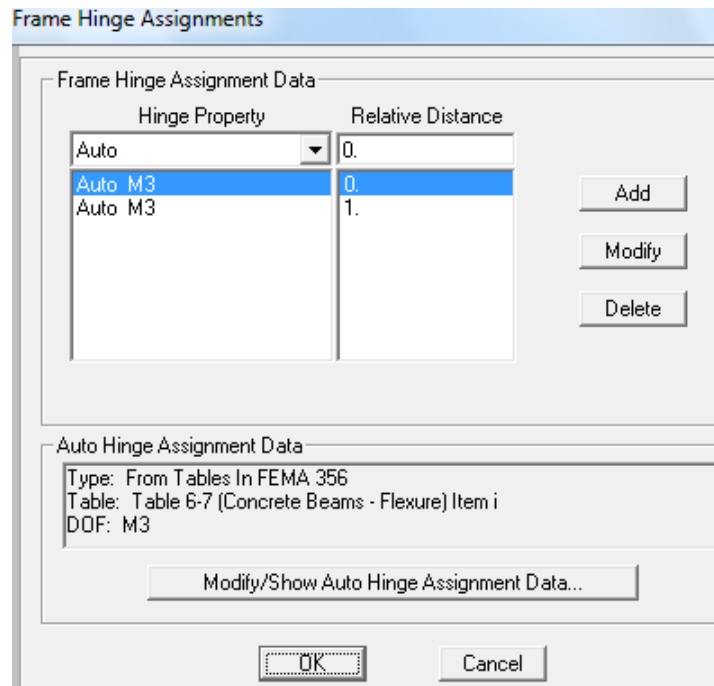 Frame Hinge Assignments
Frame Hinge Assignment Data
Hinge Property Relative Distance
Auto 0.
Auto M3 0.
Auto M3 1.
Add
Modify
Delete
Auto Hinge Assignment Data
Type: From Tables In FEMA 356
Table: Table 6-7 (Concrete Beams - Flexure) Item i
DOF: M3
Modify/Show Auto Hinge Assignment Data...
OK Cancel